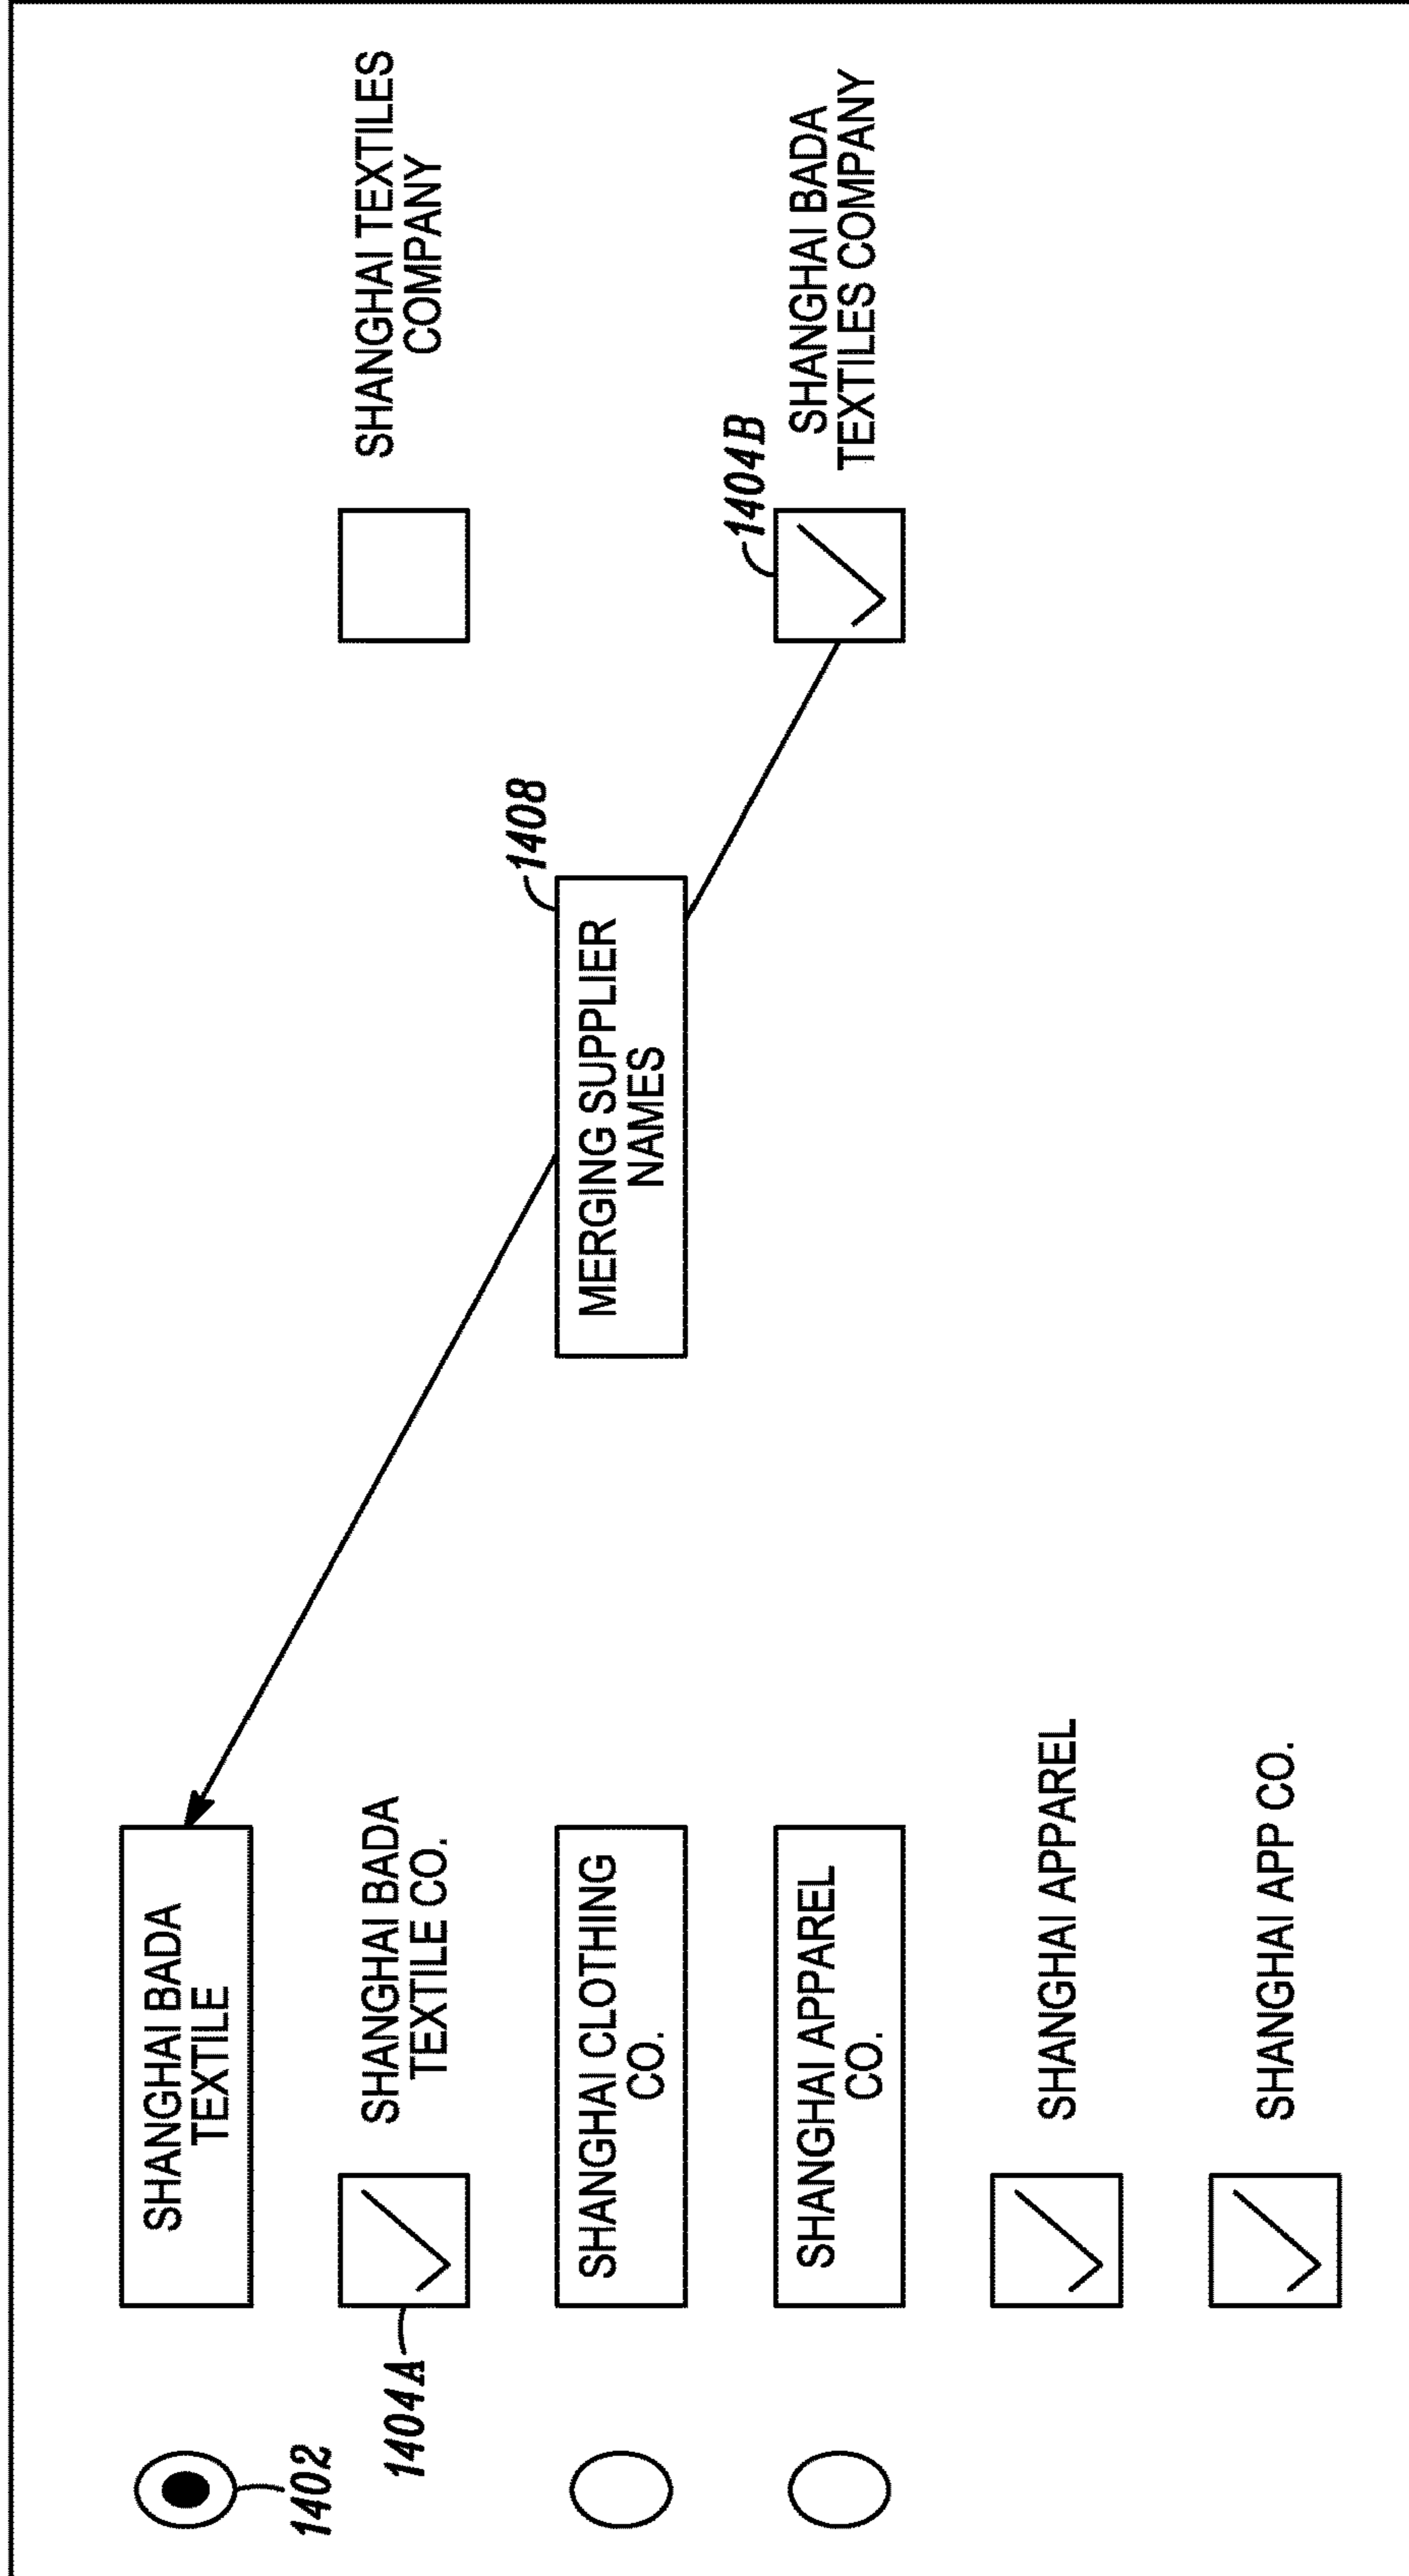 1402
SHANGHAI BADA
TEXTILE
1404A
SHANGHAI BADA
TEXTILE CO.
SHANGHAI TEXTILES
COMPANY
1408
MERGING SUPPLIER
NAMES
SHANGHAI CLOTHING
CO.
SHANGHAI APPAREL
CO.
1404B
SHANGHAI BADA
TEXTILES COMPANY
SHANGHAI APPAREL
SHANGHAI APP CO.